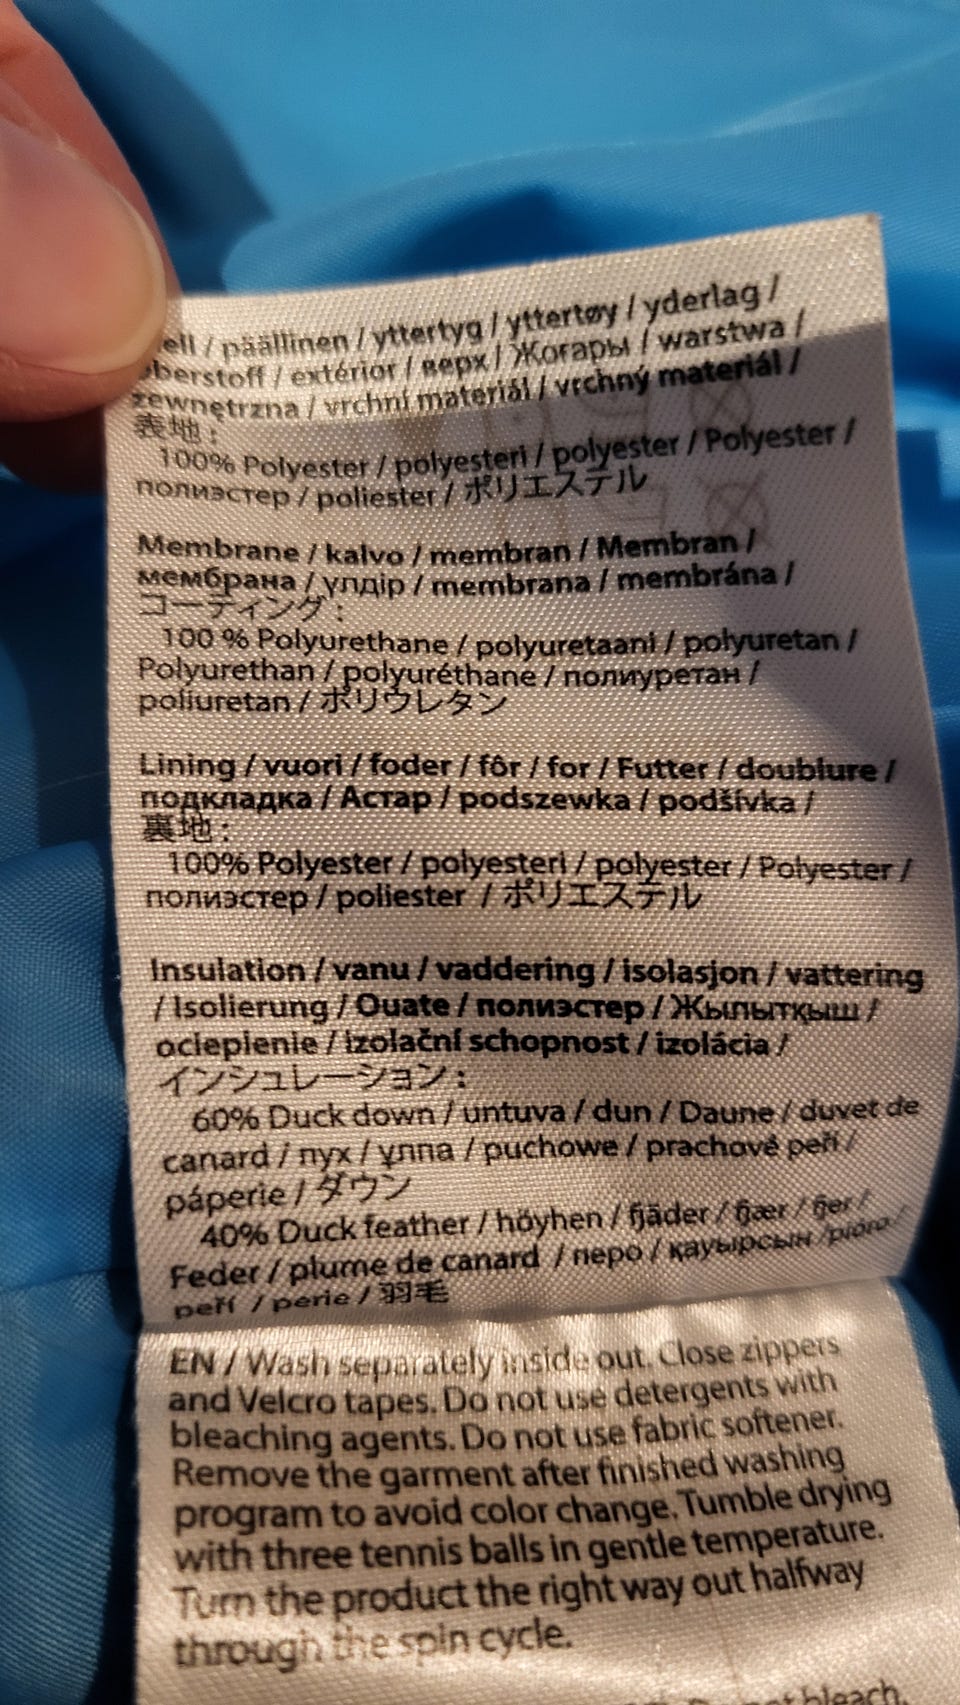 ell / päällinen / yttertyg / yttertøy / yderlag /
berstoff / extérior / верх / Жоғары / warstwa /
zewnętrzna / vrchní materiál / vrchný materiál /
表地 :
100% Polyester / polyesteri / polyester / Polyester /
полиэстер / poliester / ポリエステル
Membrane / kalvo / membran / Membran /
мембрана / үлдір / membrana / membrána /
コーティング :
100 % Polyurethane / polyuretaani / polyuretan /
Polyurethan / polyuréthane / полиуретан /
poliuretan / ポリウレタン
Lining / vuori / foder / fôr / for / Futter / doublure /
подкладка / Астар / podszewka / podšívka /
裏地 :
100% Polyester / polyesteri / polyester / Polyester /
полиэстер / poliester / ポリエステル
Insulation / vanu / vaddering / isolasjon / vattering
/ Isolierung / Ouate / полиэстер / Жылытқыш /
ocieplenie / izolační schopnost / izolácia /
インシュレーション :
60% Duck down / untuva / dun / Daune / duvet de
canard / пух / ұлпа / puchowe / prachové peří /
páperie / ダウン
40% Duck feather / höyhen / fjäder / fjær / fjer /
Feder / plume de canard / перо / қауырсын / pióro /
peří / perie / 羽毛
EN / Wash separately inside out. Close zippers
and Velcro tapes. Do not use detergents with
bleaching agents. Do not use fabric softener.
Remove the garment after finished washing
program to avoid color change. Tumble drying
with three tennis balls in gentle temperature.
Turn the product the right way out halfway
through the spin cycle.
bleach